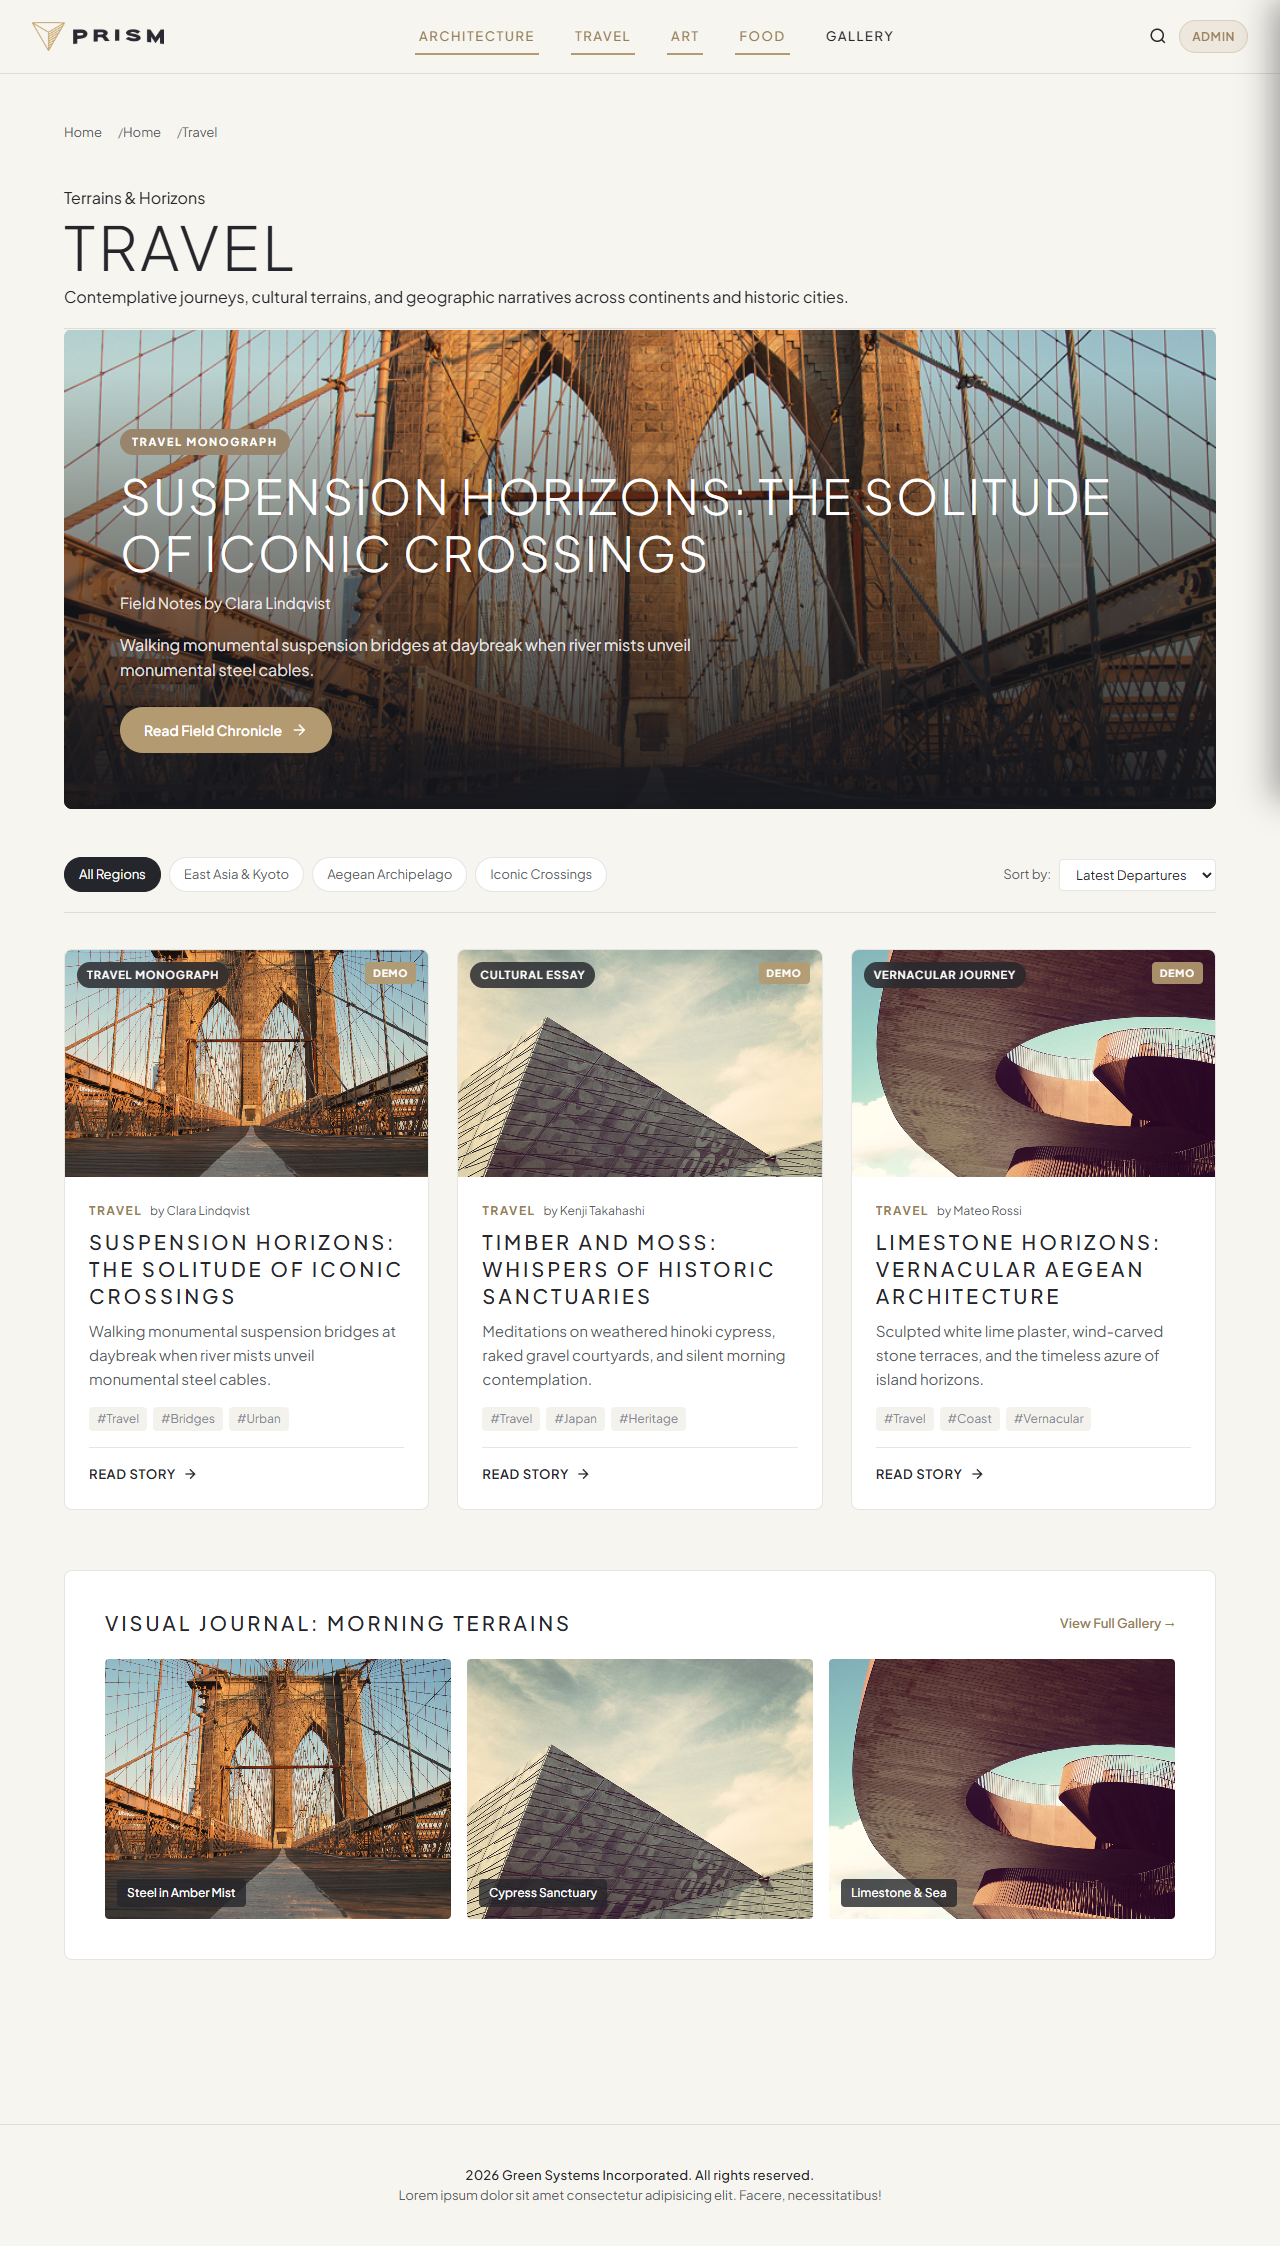 PRISM
ARCHITECTURE TRAVEL ART FOOD GALLERY
ADMIN
Home /Home /Travel
Terrains & Horizons
TRAVEL
Contemplative journeys, cultural terrains, and geographic narratives across continents and historic cities.
TRAVEL MONOGRAPH
SUSPENSION HORIZONS: THE SOLITUDE
OF ICONIC CROSSINGS
Field Notes by Clara Lindqvist
Walking monumental suspension bridges at daybreak when river mists unveil
monumental steel cables.
Read Field Chronicle →
All Regions East Asia & Kyoto Aegean Archipelago Iconic Crossings
Sort by: Latest Departures
TRAVEL MONOGRAPH DEMO
TRAVEL by Clara Lindqvist
SUSPENSION HORIZONS:
THE SOLITUDE OF ICONIC
CROSSINGS
Walking monumental suspension bridges at
daybreak when river mists unveil
monumental steel cables.
#Travel #Bridges #Urban
READ STORY →
CULTURAL ESSAY DEMO
TRAVEL by Kenji Takahashi
TIMBER AND MOSS:
WHISPERS OF HISTORIC
SANCTUARIES
Meditations on weathered hinoki cypress,
raked gravel courtyards, and silent morning
contemplation.
#Travel #Japan #Heritage
READ STORY →
VERNACULAR JOURNEY DEMO
TRAVEL by Mateo Rossi
LIMESTONE HORIZONS:
VERNACULAR AEGEAN
ARCHITECTURE
Sculpted white lime plaster, wind-carved
stone terraces, and the timeless azure of
island horizons.
#Travel #Coast #Vernacular
READ STORY →
VISUAL JOURNAL: MORNING TERRAINS
View Full Gallery →
Steel in Amber Mist
Cypress Sanctuary
Limestone & Sea
2026 Green Systems Incorporated. All rights reserved.
Lorem ipsum dolor sit amet consectetur adipisicing elit. Facere, necessitatibus!